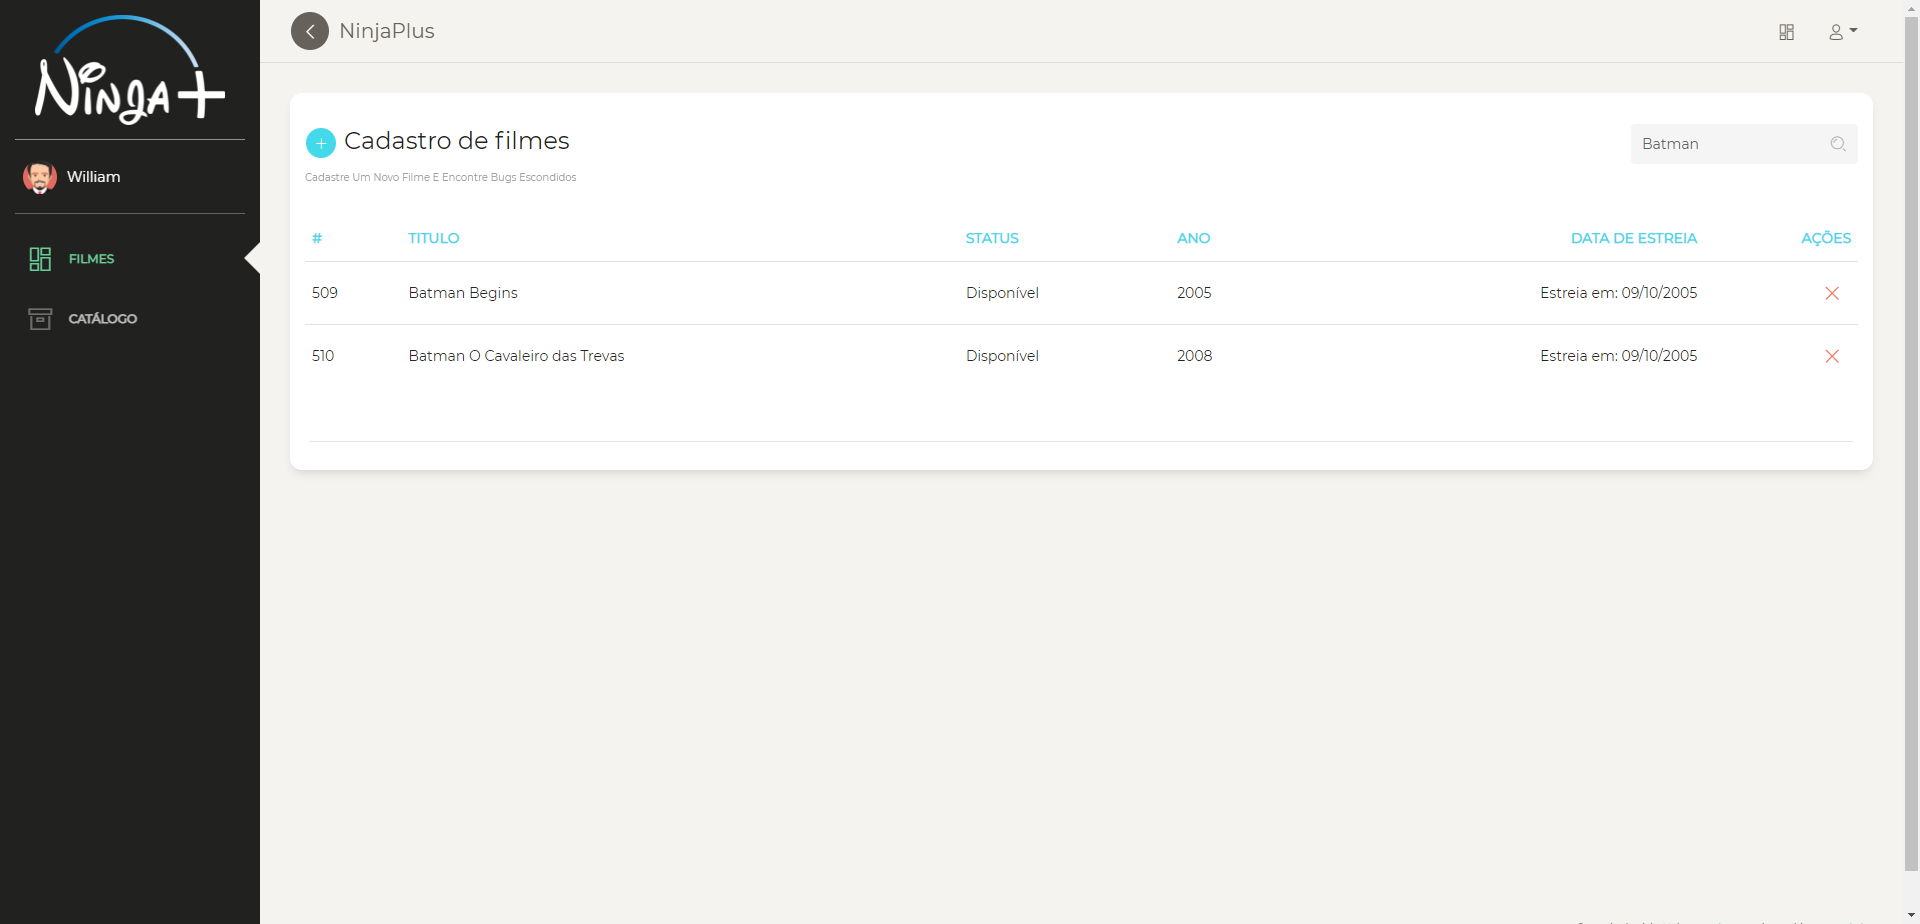 Ninja+
NinjaPlus
William
FILMES
CATÁLOGO
Cadastro de filmes
Batman
Cadastre Um Novo Filme E Encontre Bugs Escondidos
# TITULO STATUS ANO DATA DE ESTREIA AÇÕES
509 Batman Begins Disponível 2005 Estreia em: 09/10/2005
510 Batman O Cavaleiro das Trevas Disponível 2008 Estreia em: 09/10/2005